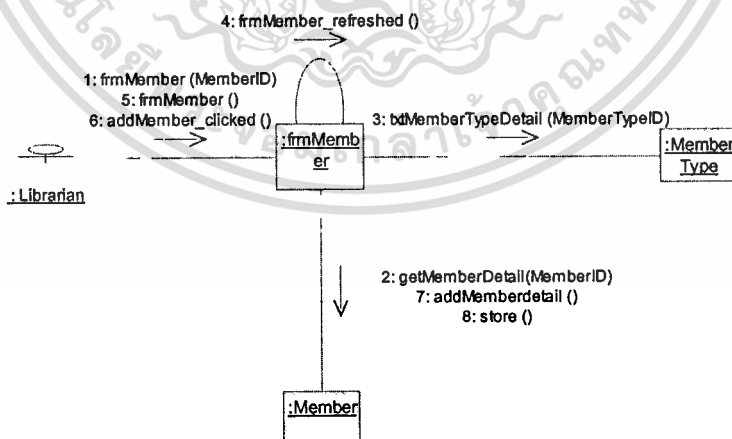 4: frmMember_refreshed ()
1: frmMember (MemberID)
5: frmMember ()
6: addMember_clicked ()
3: txtMemberTypeDetail (MemberTypeID)
:frmMemb
er
:Member
Type
: Librarian
2: getMemberDetail(MemberID)
7: addMemberdetail ()
8: store ()
:Member